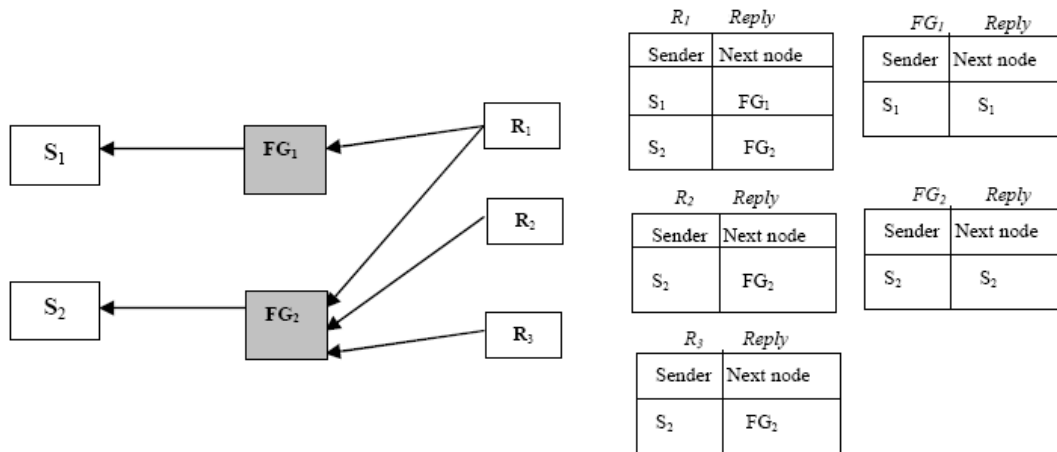 S₁
FG₁
R₁
R₂
S₂
FG₂
R₃
R₁ Reply
Sender Next node
S₁ FG₁
S₂ FG₂
FG₁ Reply
Sender Next node
S₁ S₁
R₂ Reply
Sender Next node
S₂ FG₂
FG₂ Reply
Sender Next node
S₂ S₂
R₃ Reply
Sender Next node
S₂ FG₂